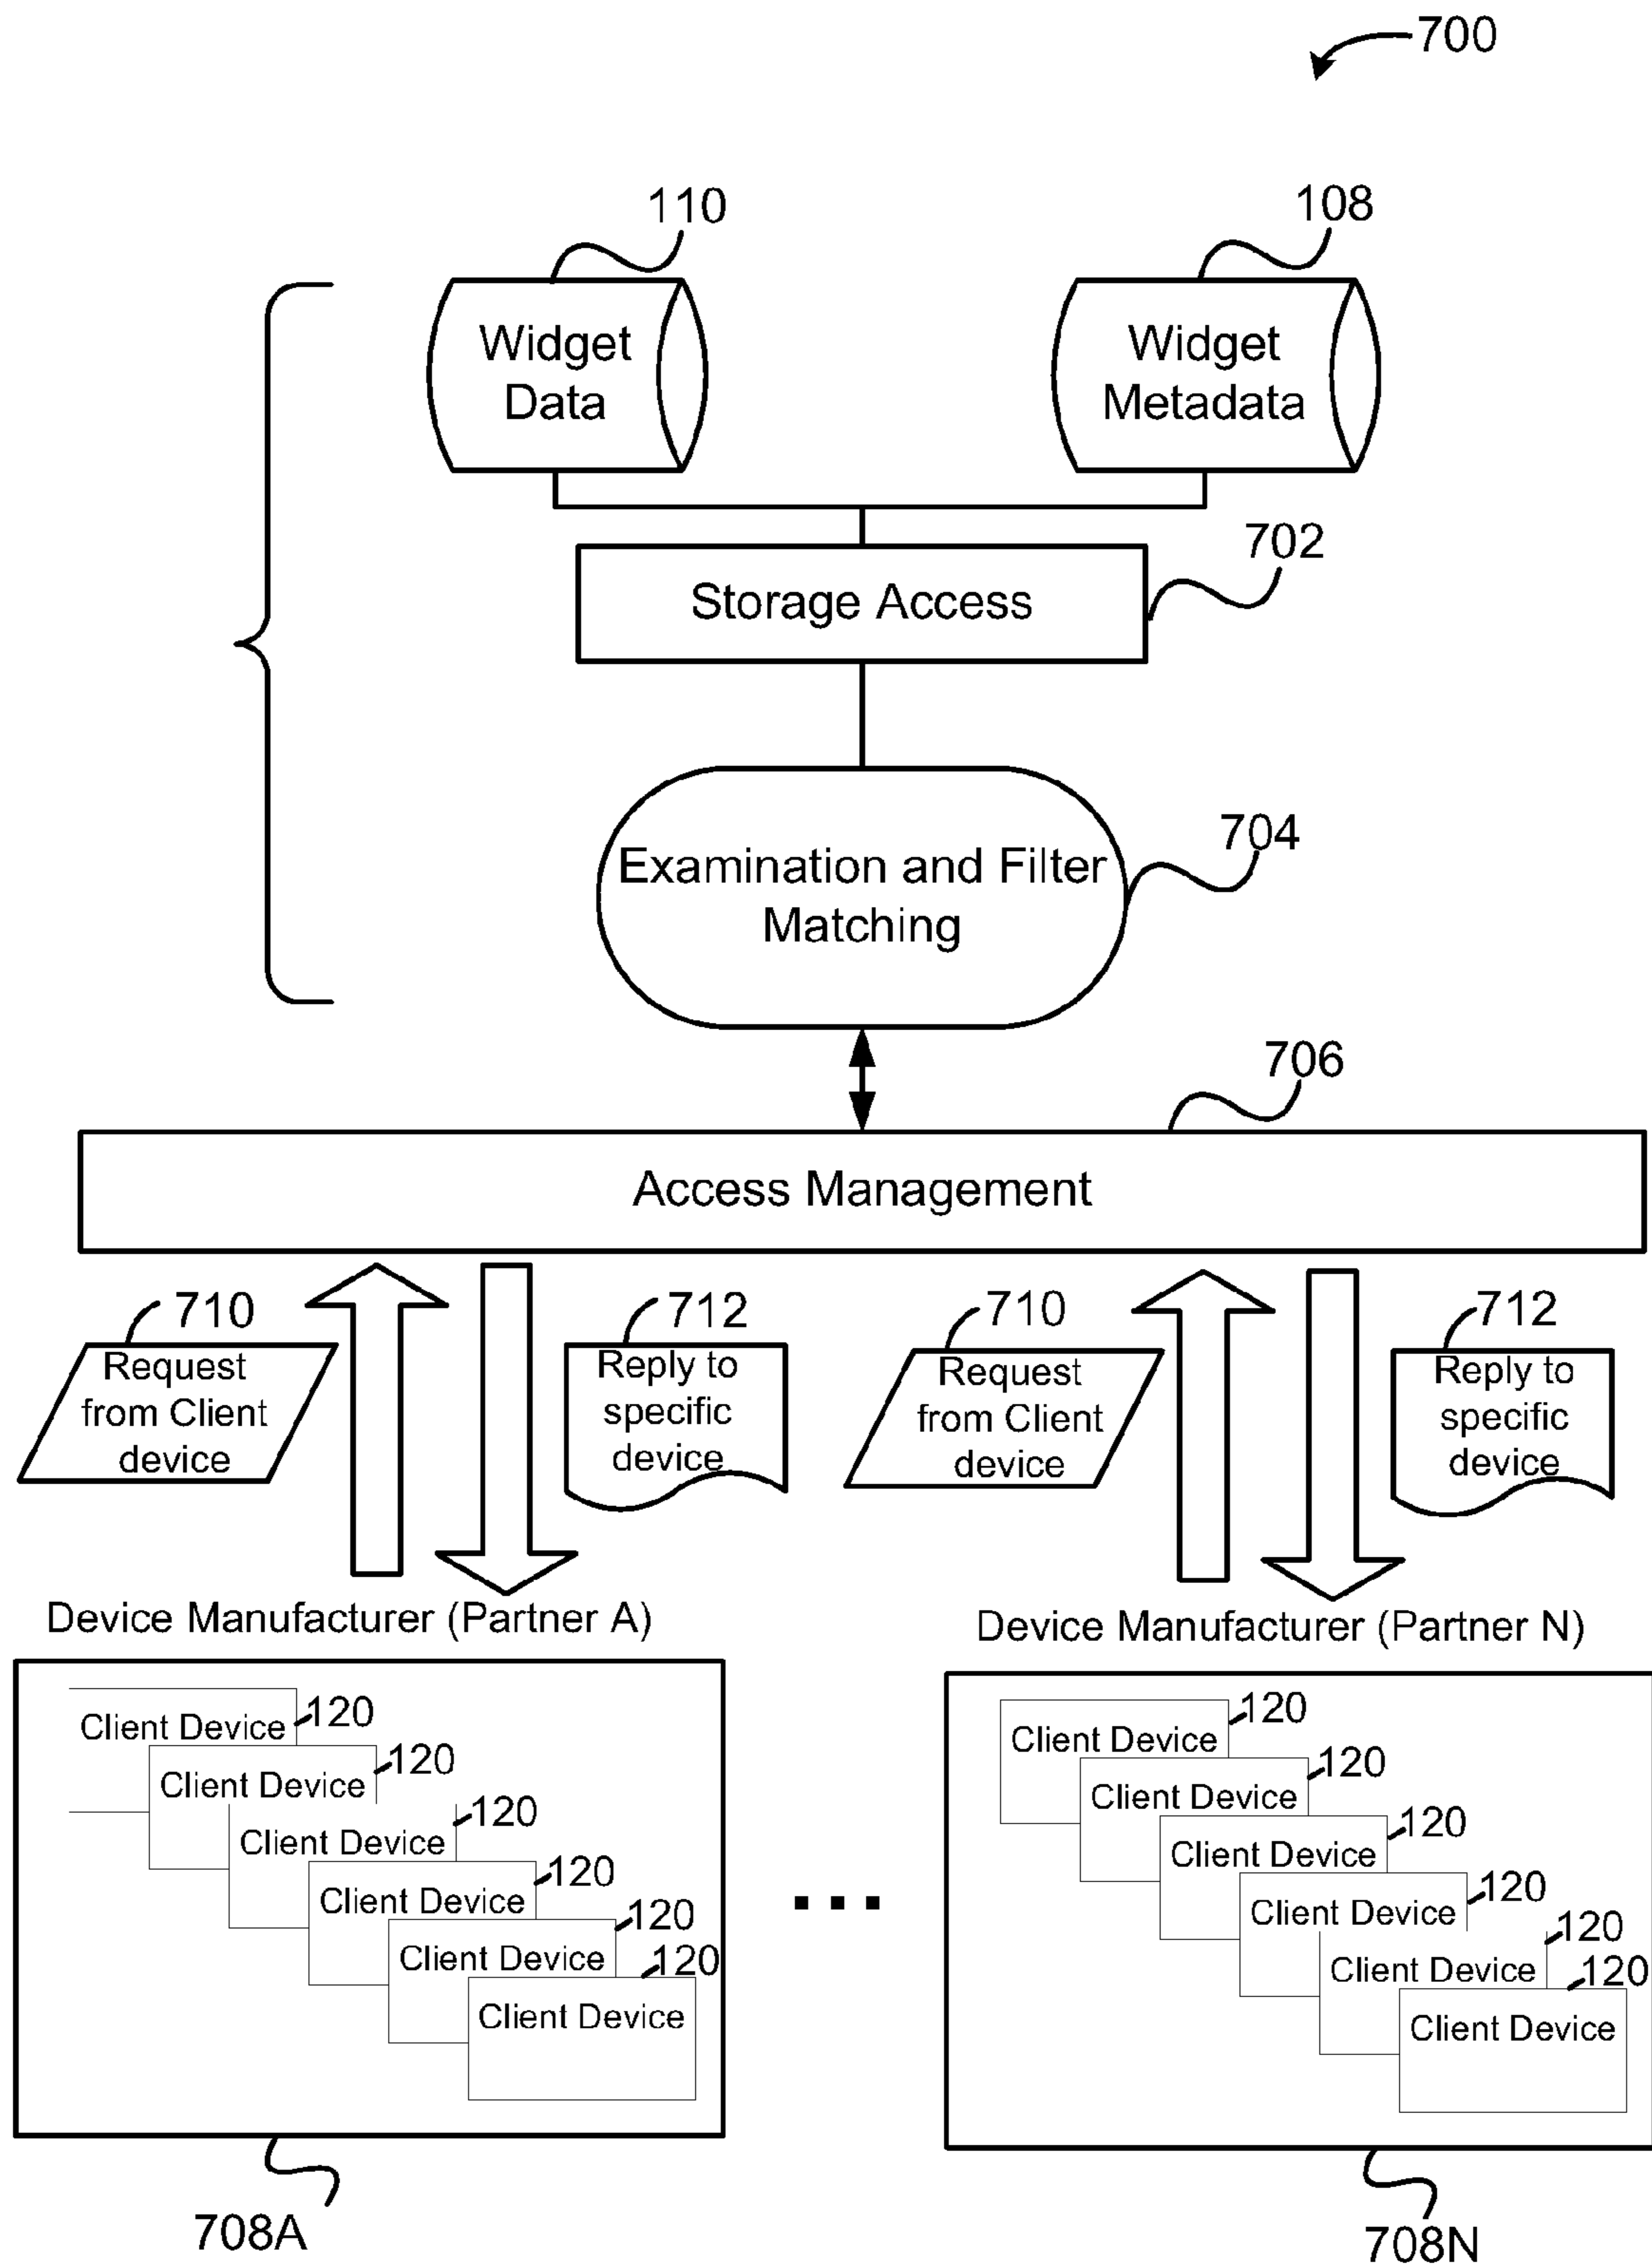 700
110
108
Widget
Data
Widget
Metadata
702
Storage Access
704
Examination and Filter
Matching
706
Access Management
710
712
710
712
Request
from Client
device
Reply to
specific
device
Request
from Client
device
Reply to
specific
device
Device Manufacturer (Partner A)
Device Manufacturer (Partner N)
Client Device
120
Client Device
120
Client Device
120
Client Device
120
Client Device
120
Client Device
120
...
Client Device
120
Client Device
120
Client Device
120
Client Device
120
Client Device
120
Client Device
120
708A
708N